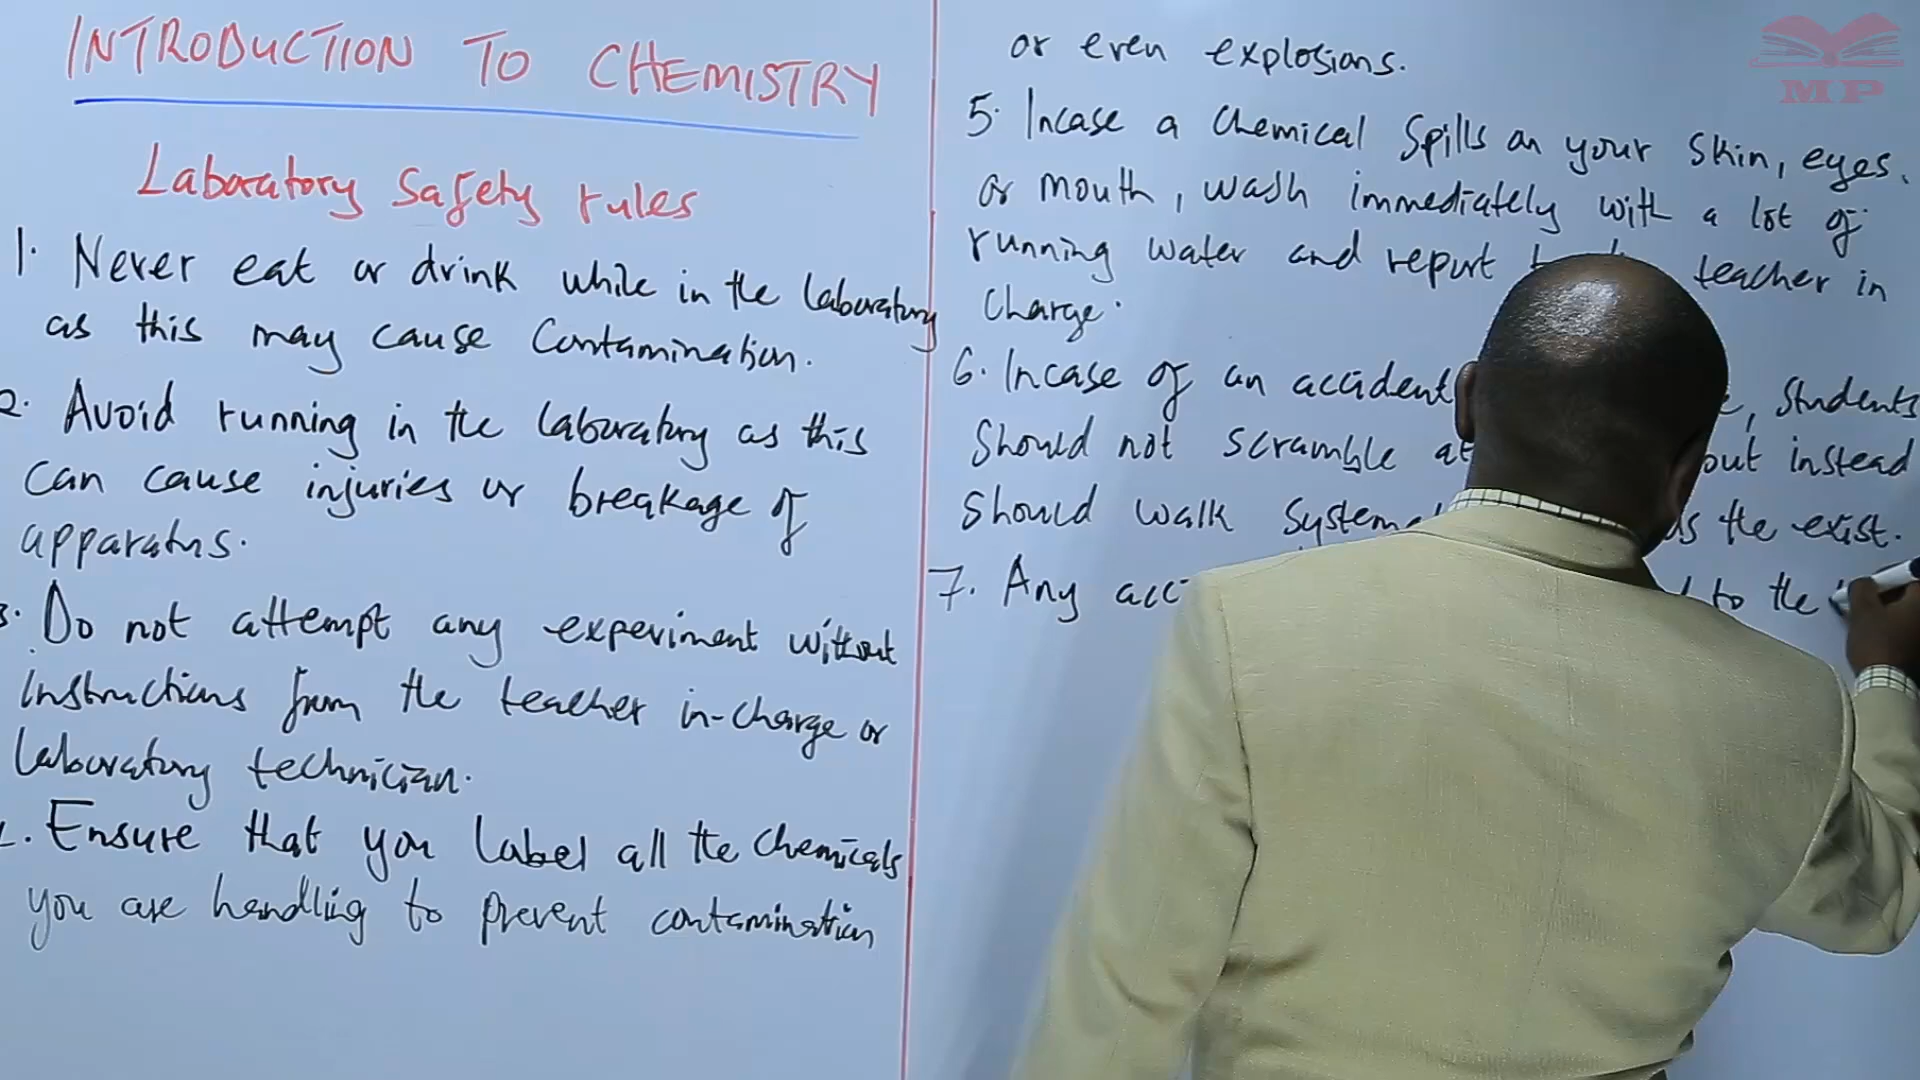 INTRODUCTION TO CHEMISTRY
Laboratory Safety rules
1. Never eat or drink while in the laboratory
as this may cause Contamination.
2. Avoid running in the laboratory as this
can cause injuries or breakage of
apparatus.
3. Do not attempt any experiment without
instructions from the teacher in-charge or
laboratory technician.
Ensure that you label all the chemicals
you are handling to prevent contamination
or even explosions.
5. Incase a Chemical Spills on your skin, eyes,
or mouth, wash immediately with a lot of
running water and report teacher in
Charge.
6. Incase of an accident students
Should not scramble at but instead
Should walk the exist.
7. Any to the
MP